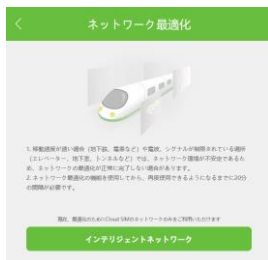 ネットワーク最適化
1. 移動速度が速い場合（地下鉄、電車など）や電波、シグナルが制限されている場所
（エレベーター、地下室、トンネルなど）では、ネットワーク環境が不安定であるた
め、ネットワークの最適化が正常に完了しない場合があります。
2. ネットワーク最適化の機能を使用してから、再度使用できるようになるまでに20分
の間隔が必要です。
現在、最適化のためにCloud SIMのネットワークのみをご利用いただけます
インテリジェントネットワーク